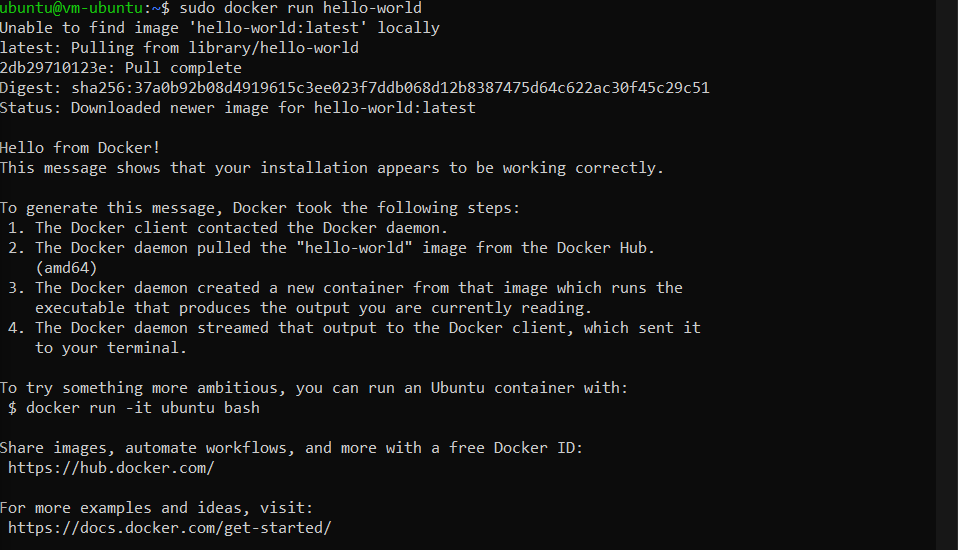 ubuntu@vm-ubuntu:~$ sudo docker run hello-world
Unable to find image 'hello-world:latest' locally
latest: Pulling from library/hello-world
2db29710123e: Pull complete
Digest: sha256:37a0b92b08d4919615c3ee023f7ddb068d12b8387475d64c622ac30f45c29c51
Status: Downloaded newer image for hello-world:latest
Hello from Docker!
This message shows that your installation appears to be working correctly.
To generate this message, Docker took the following steps:
1. The Docker client contacted the Docker daemon.
2. The Docker daemon pulled the "hello-world" image from the Docker Hub.
(amd64)
3. The Docker daemon created a new container from that image which runs the
executable that produces the output you are currently reading.
4. The Docker daemon streamed that output to the Docker client, which sent it
to your terminal.
To try something more ambitious, you can run an Ubuntu container with:
$ docker run -it ubuntu bash
Share images, automate workflows, and more with a free Docker ID:
https://hub.docker.com/
For more examples and ideas, visit:
https://docs.docker.com/get-started/